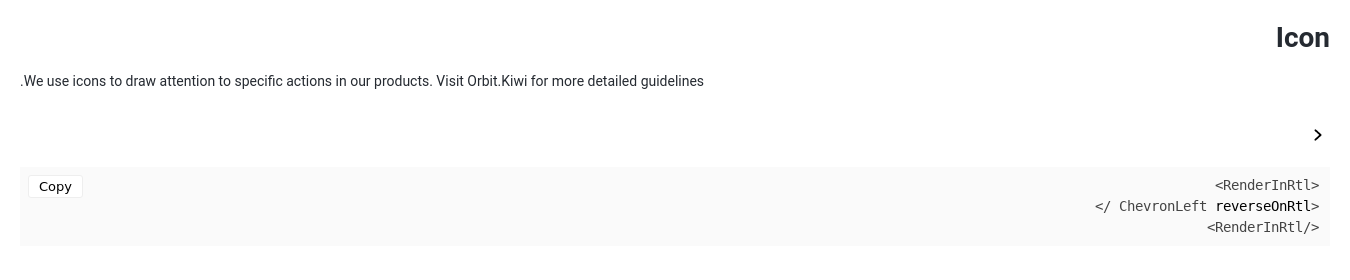 Icon
.We use icons to draw attention to specific actions in our products. Visit Orbit.Kiwi for more detailed guidelines
Copy
<RenderInRtl>
</ ChevronLeft reverseOnRtl>
<RenderInRtl/>